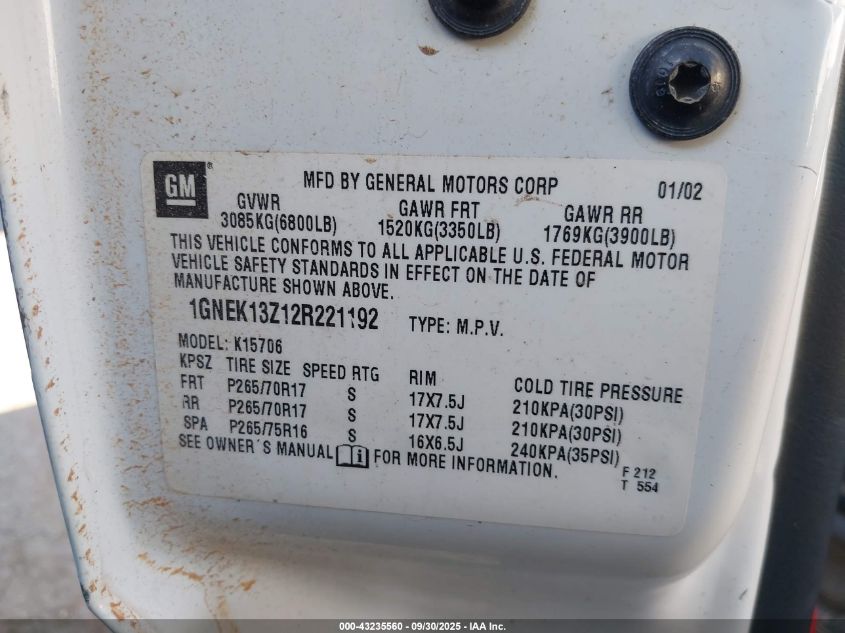 1019
GM
MFD BY GENERAL MOTORS CORP 01/02
GVWR GAWR FRT GAWR RR
3085KG(6800LB) 1520KG(3350LB) 1769KG(3900LB)
THIS VEHICLE CONFORMS TO ALL APPLICABLE U.S. FEDERAL MOTOR
VEHICLE SAFETY STANDARDS IN EFFECT ON THE DATE OF
MANUFACTURE SHOWN ABOVE.
1GNEK13Z12R221192 TYPE: M.P.V.
MODEL: K15706
KPSZ TIRE SIZE SPEED RTG RIM COLD TIRE PRESSURE
FRT P265/70R17 S 17X7.5J 210KPA(30PSI)
RR P265/70R17 S 17X7.5J 210KPA(30PSI)
SPA P265/75R16 S 16X6.5J 240KPA(35PSI)
SEE OWNER´S MANUAL FOR MORE INFORMATION.
F 212
T 554
000-43235560 - 09/30/2025 - IAA Inc.